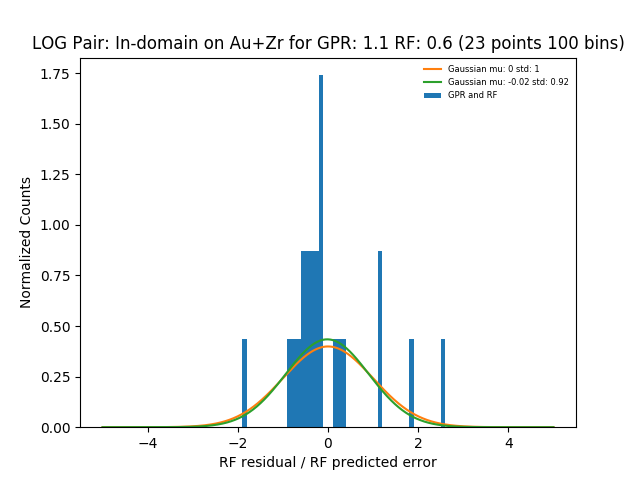 LOG Pair: In-domain on Au+Zr for GPR: 1.1 RF: 0.6 (23 points 100 bins)
Gaussian mu: 0 std: 1
Gaussian mu: -0.02 std: 0.92
GPR and RF
Normalized Counts
1.75
1.50
1.25
1.00
0.75
0.50
0.25
0.00
−4
−2
0
2
4
RF residual / RF predicted error